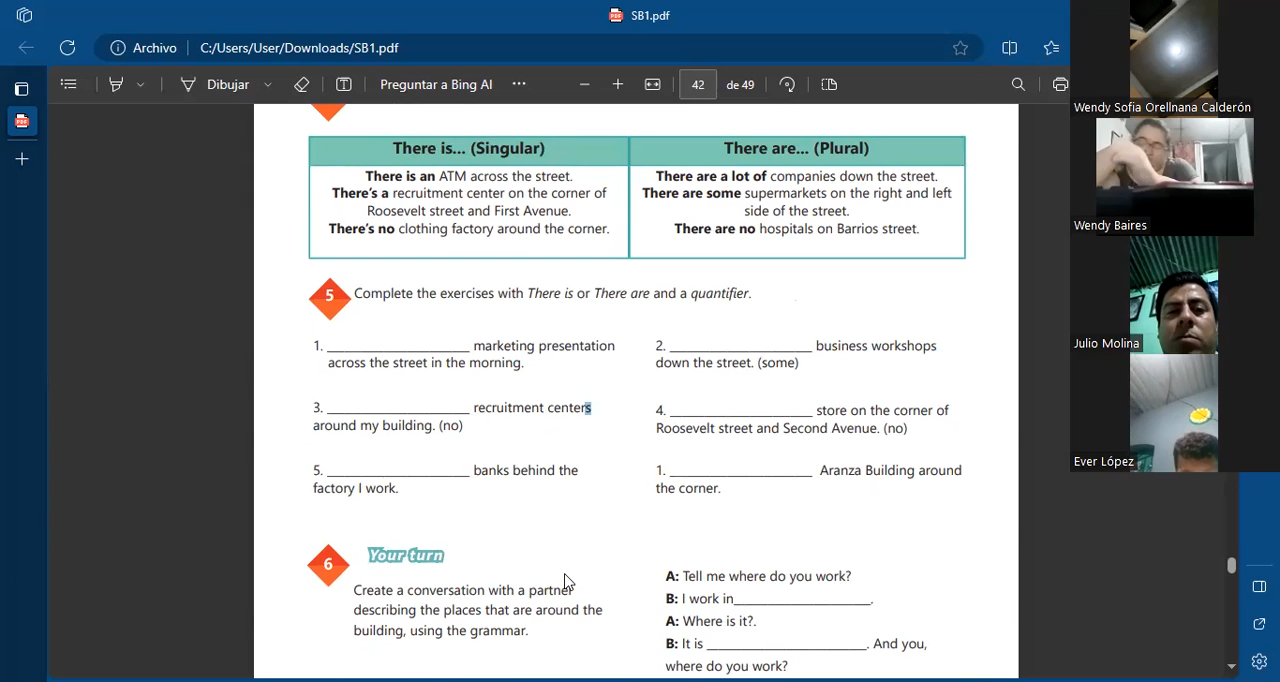 SB1.pdf
Archivo C:/Users/User/Downloads/SB1.pdf
Dibujar Preguntar a Bing AI 42 de 49
There is... (Singular) There are... (Plural)
There is an ATM across the street.
There's a recruitment center on the corner of
Roosevelt street and First Avenue.
There's no clothing factory around the corner.
There are a lot of companies down the street.
There are some supermarkets on the right and left
side of the street.
There are no hospitals on Barrios street.
5 Complete the exercises with There is or There are and a quantifier.
1. ____________________ marketing presentation
across the street in the morning.
2. ____________________ business workshops
down the street. (some)
3. ____________________ recruitment centers
around my building. (no)
4. ____________________ store on the corner of
Roosevelt street and Second Avenue. (no)
5. ____________________ banks behind the
factory I work.
1. ____________________ Aranza Building around
the corner.
6 Your turn
Create a conversation with a partner
describing the places that are around the
building, using the grammar.
A: Tell me where do you work?
B: I work in____________________.
A: Where is it?.
B: It is ______________________. And you,
where do you work?
Wendy Sofia Orellnana Calderón
Wendy Baires
Julio Molina
Ever López